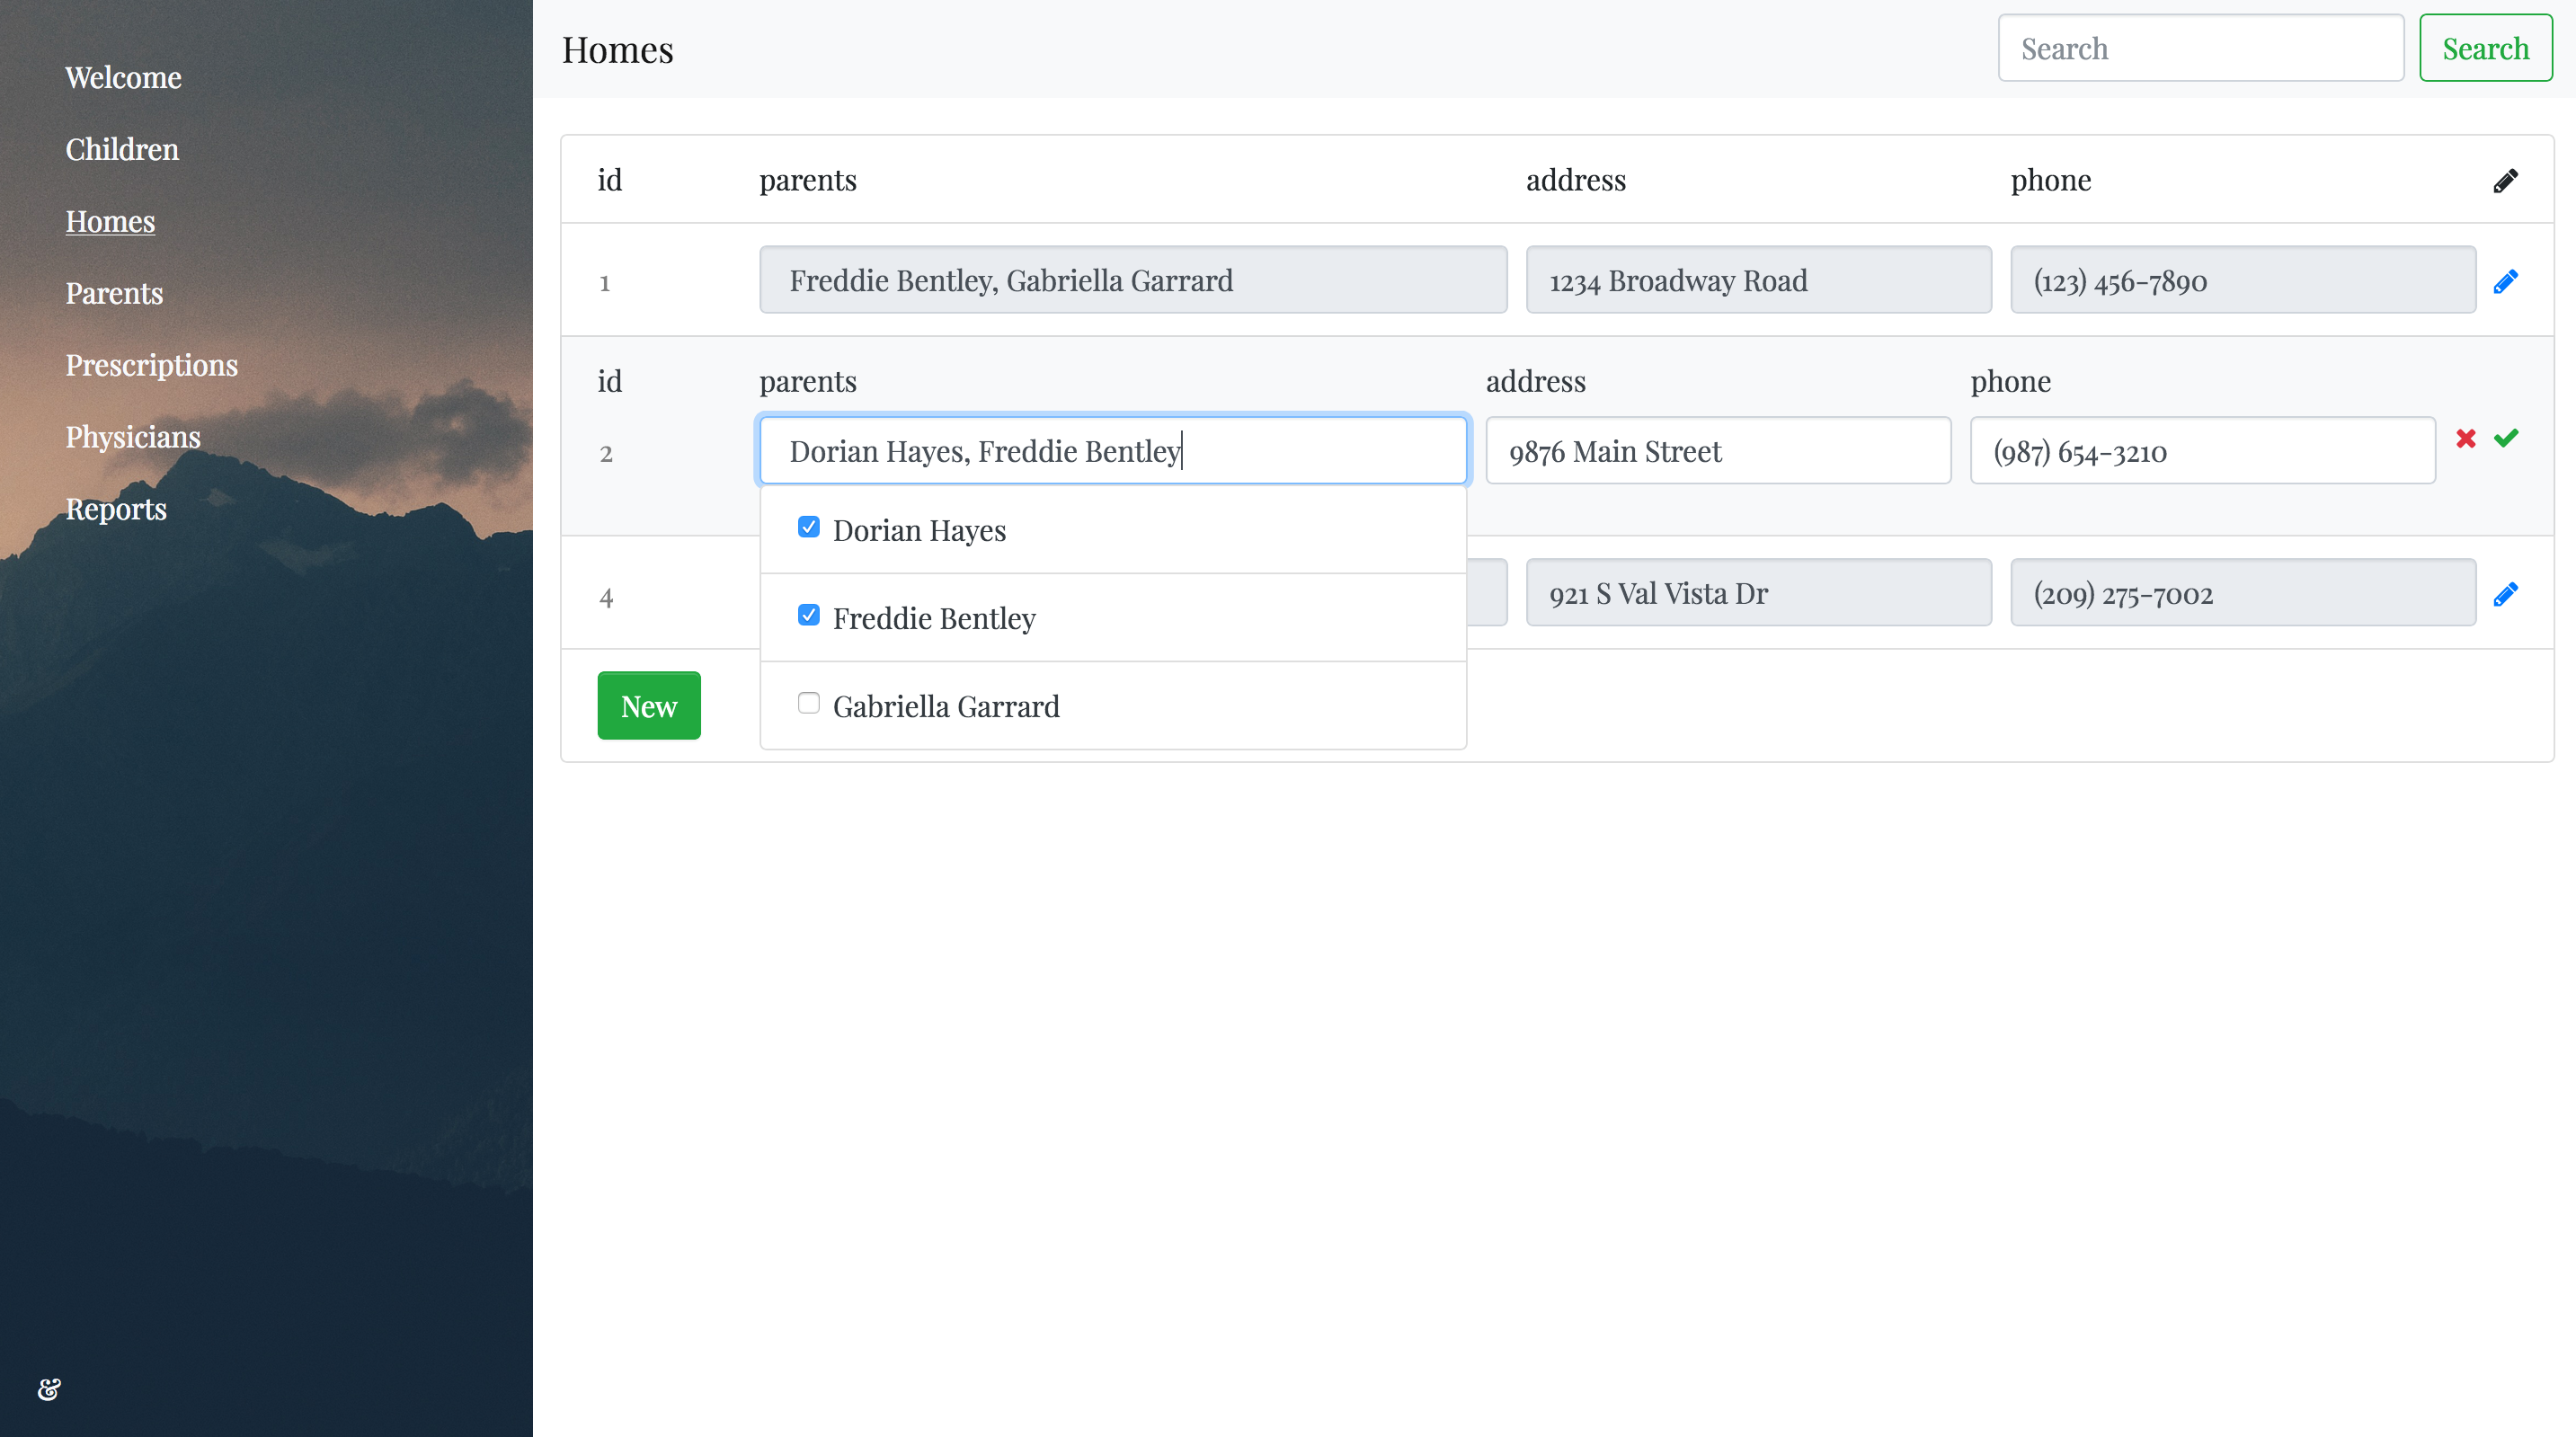 Welcome
Children
Homes
Parents
Prescriptions
Physicians
Reports
&
Homes
Search Search
id parents address phone
1 Freddie Bentley, Gabriella Garrard 1234 Broadway Road (123) 456-7890
id parents address phone
2 Dorian Hayes, Freddie Bentley 9876 Main Street (987) 654-3210
Dorian Hayes
Freddie Bentley
Gabriella Garrard
4 921 S Val Vista Dr (209) 275-7002
New